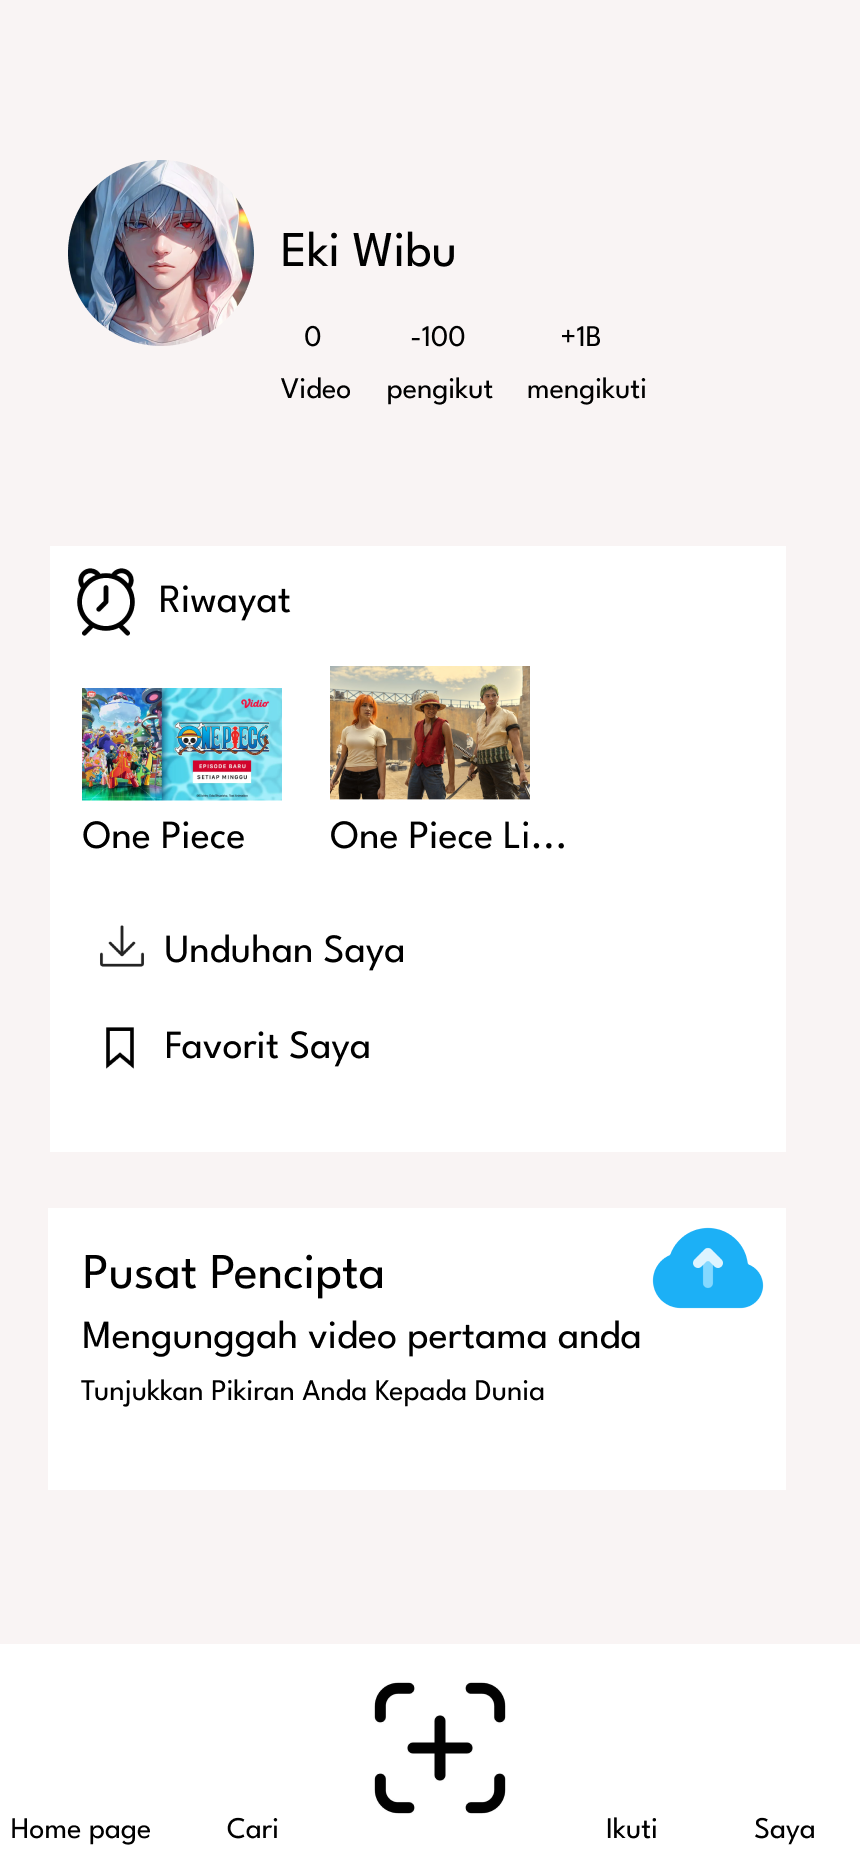 Eki Wibu
0 -100 +1B
Video pengikut mengikuti
Riwayat
Vidio
ONE PIECE
EPISODE BARU
SETIAP MINGGU
One Piece One Piece Li...
Unduhan Saya
Favorit Saya
Pusat Pencipta
Mengunggah video pertama anda
Tunjukkan Pikiran Anda Kepada Dunia
Home page Cari Ikuti Saya